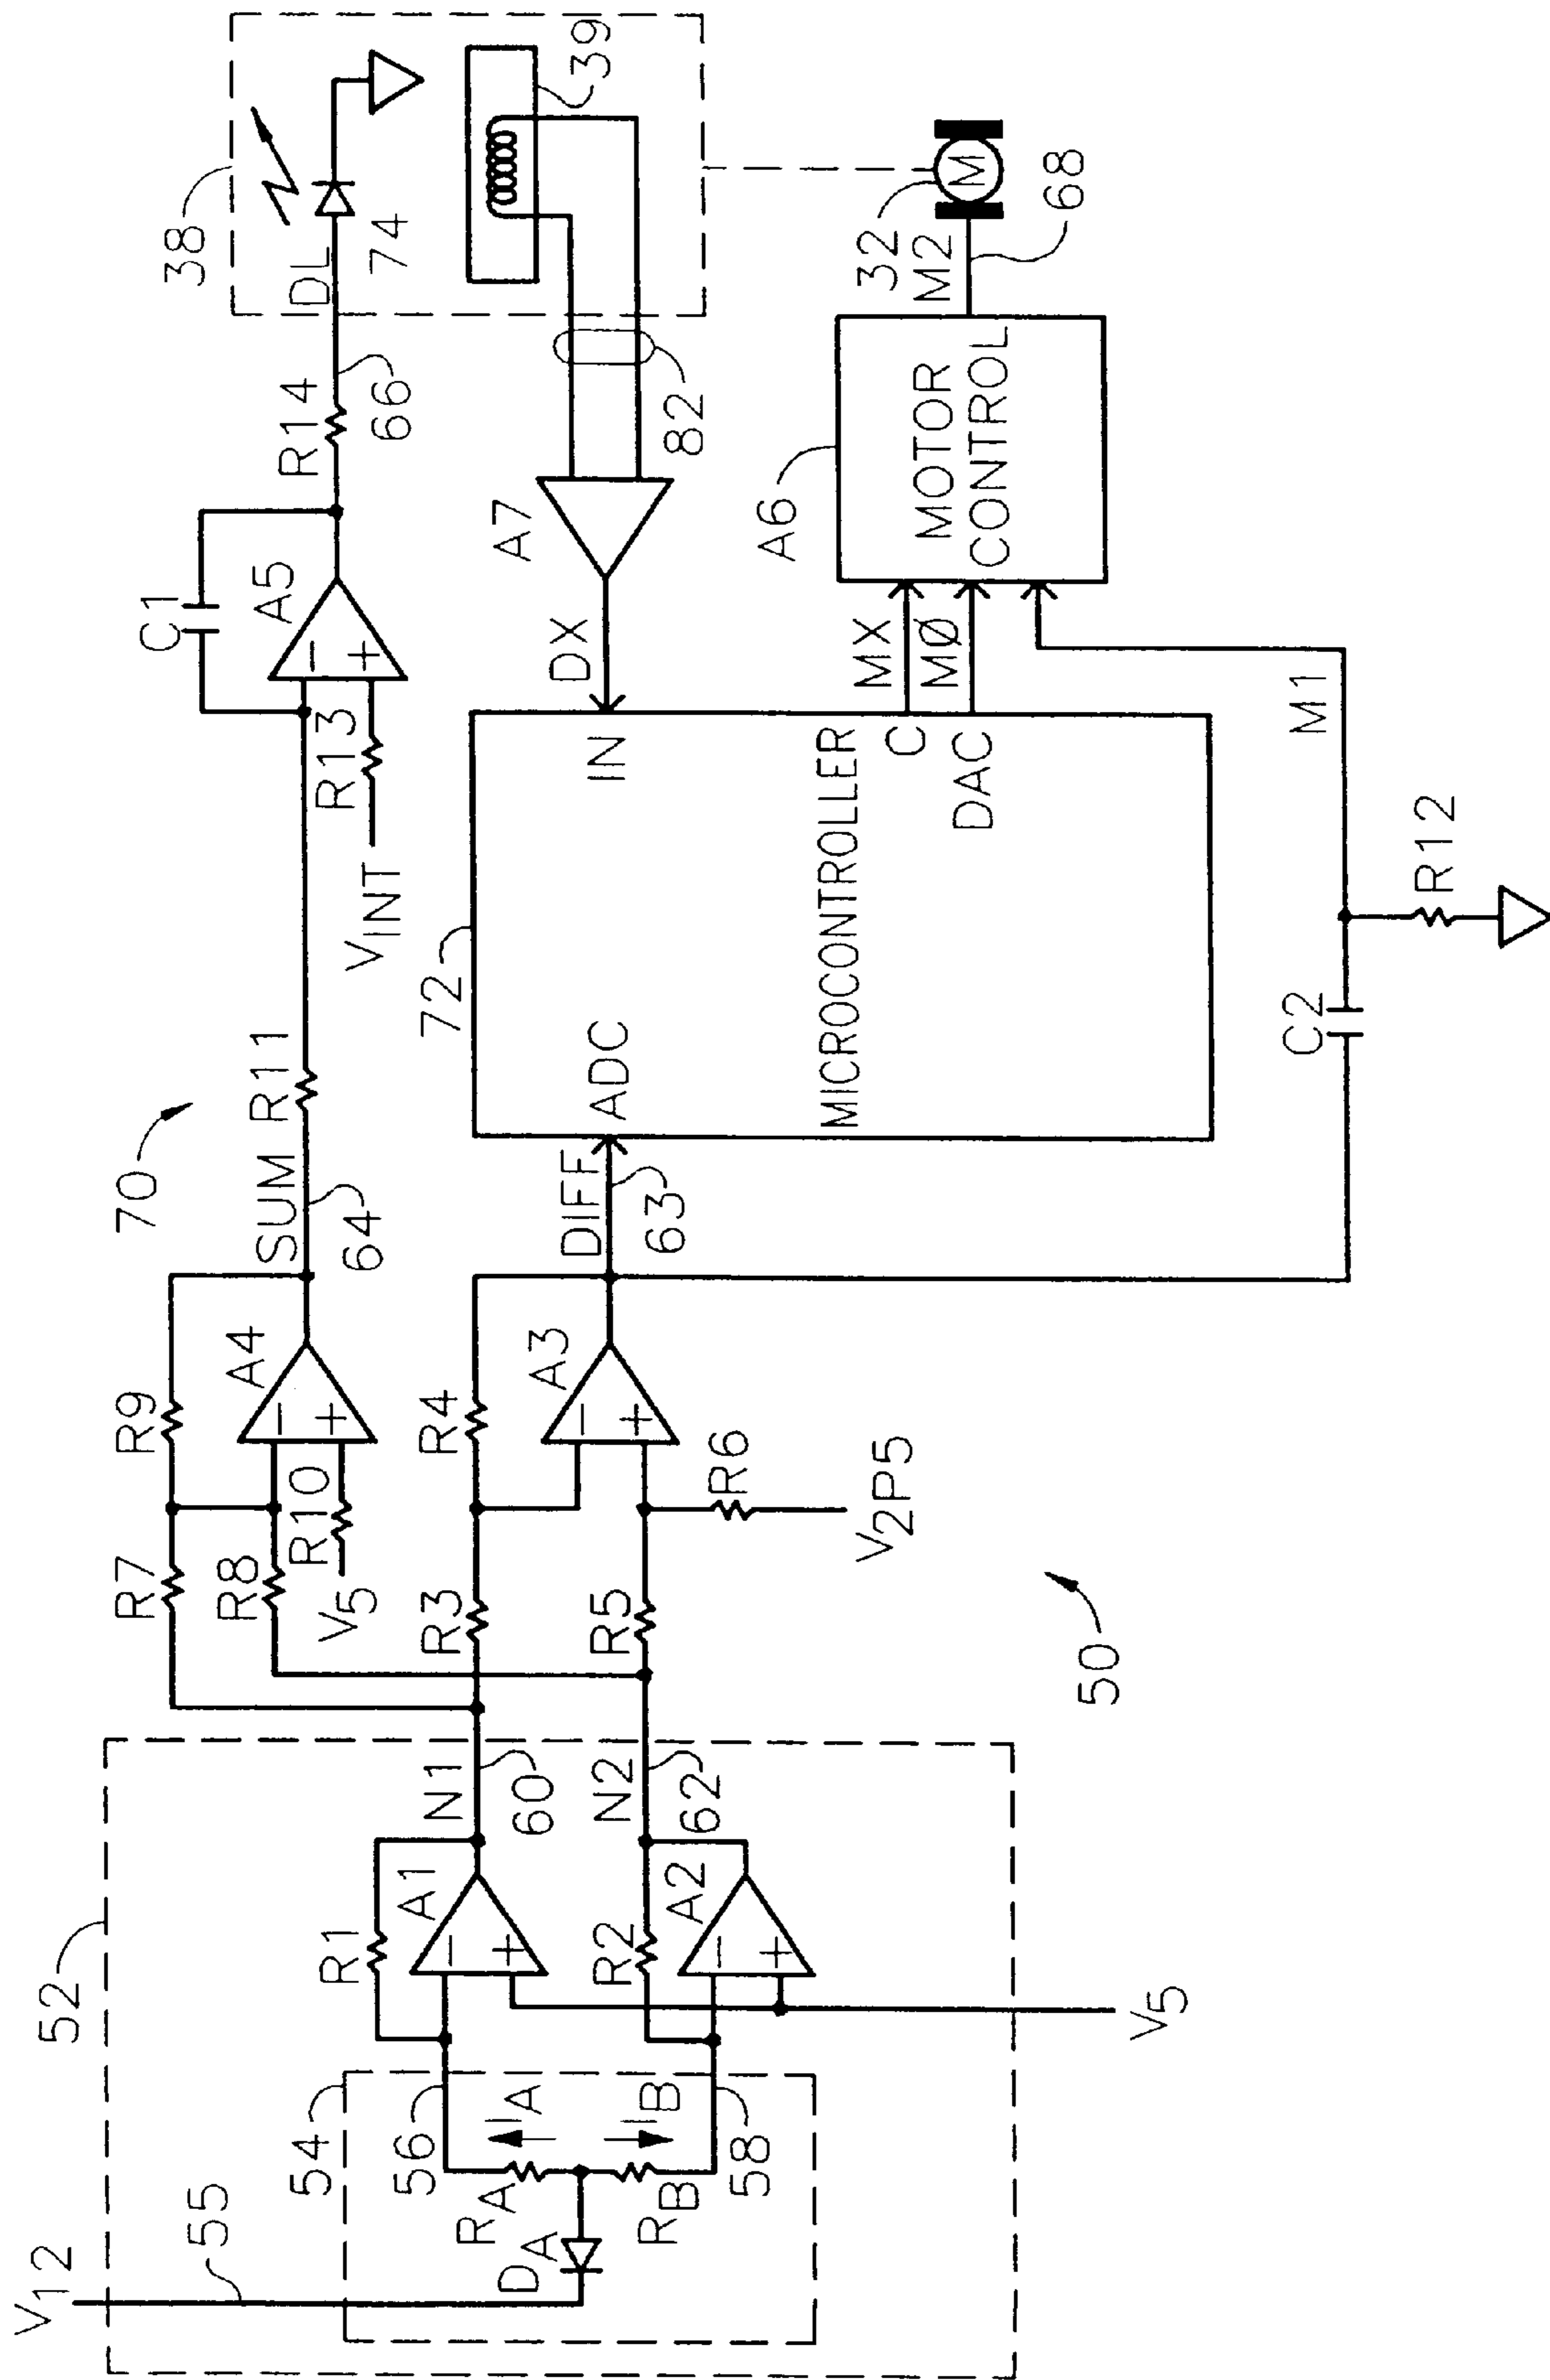 V12
55
52
54
56
RA
DA
RB
IA
IB
58
R1
A1
N1
60
R2
A2
N2
62
V5
50
R7
R8
R9
R10
V5
A4
−
+
SUM
64
70
R11
R3
R4
R5
R6
V2P5
A3
−
+
DIFF
63
−
+
−
+
C1
A5
−
+
R13
VINT
R14
66
DL
74
38
39
82
A7
DX
72
ADC
IN
MICROCONTROLLER
C
DAC
MX
MØ
A6
MOTOR
CONTROL
32
M2
M
68
M1
C2
R12